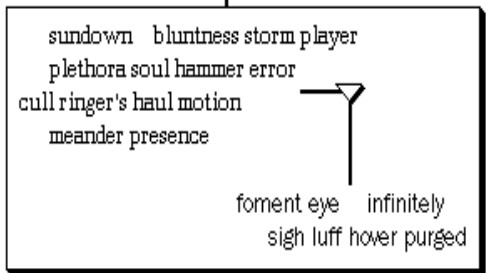 sundown bluntness storm player
plethora soul hammer error
cull ringer's haul motion
meander presence
foment eye infinitely
sigh luff hover purged